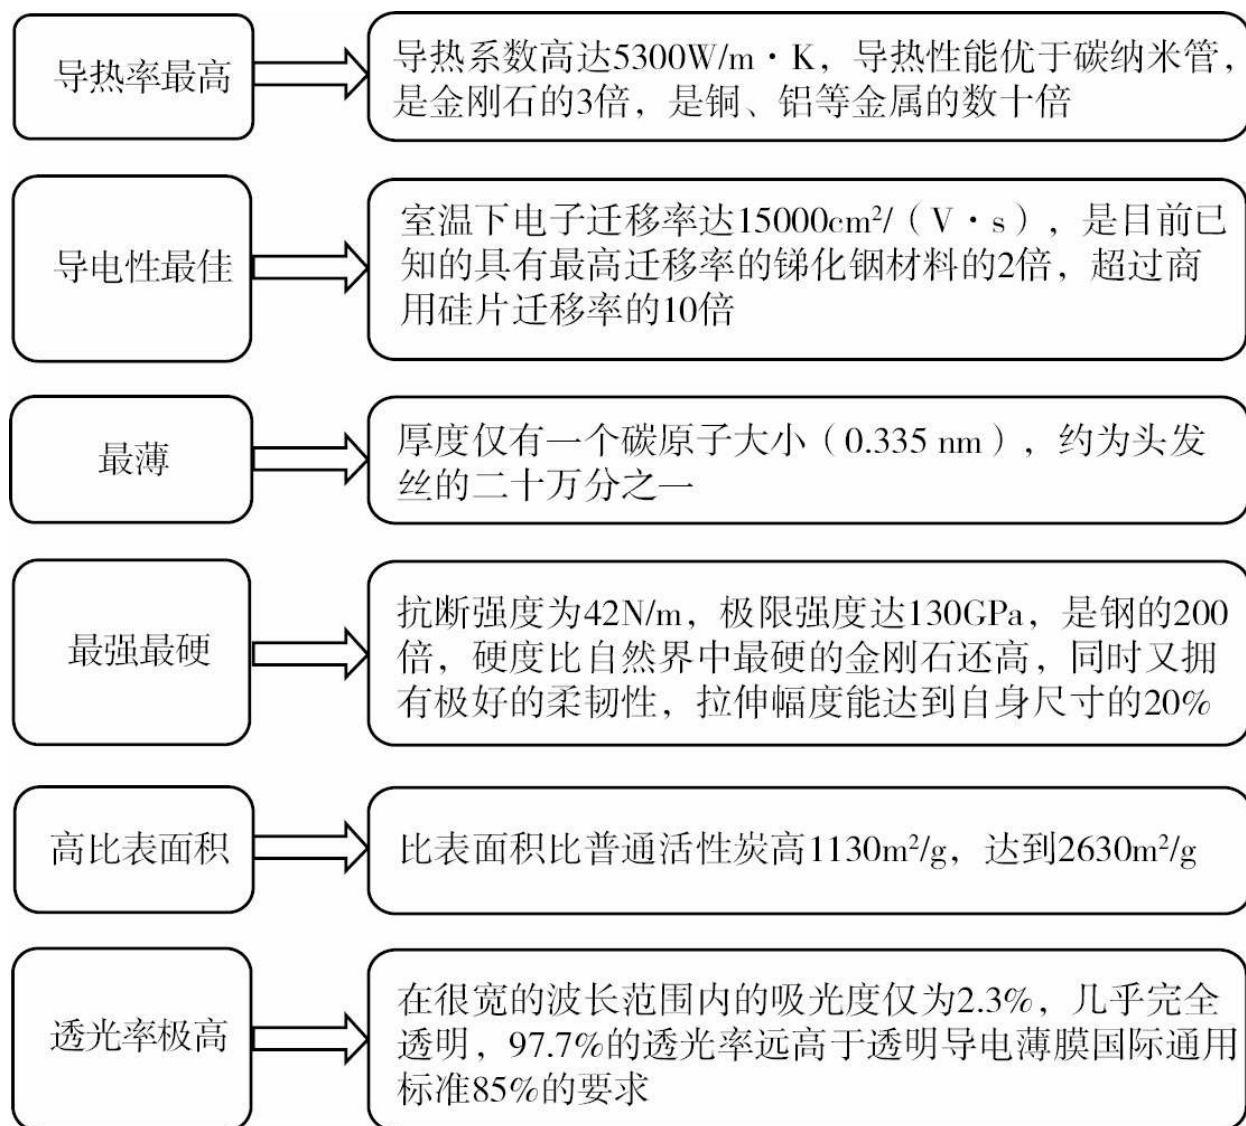 导热率最高
导热系数高达5300W/m·K，导热性能优于碳纳米管，
是金刚石的3倍，是铜、铝等金属的数十倍
导电性最佳
室温下电子迁移率达15000cm²/（V·s），是目前已
知的具有最高迁移率的锑化铟材料的2倍，超过商
用硅片迁移率的10倍
最薄
厚度仅有一个碳原子大小（0.335 nm），约为头发
丝的二十万分之一
最强最硬
抗断强度为42N/m，极限强度达130GPa，是钢的200
倍，硬度比自然界中最硬的金刚石还高，同时又拥
有极好的柔韧性，拉伸幅度能达到自身尺寸的20%
高比表面积
比表面积比普通活性炭高1130m²/g，达到2630m²/g
透光率极高
在很宽的波长范围内的吸光度仅为2.3%，几乎完全
透明，97.7%的透光率远高于透明导电薄膜国际通用
标准85%的要求